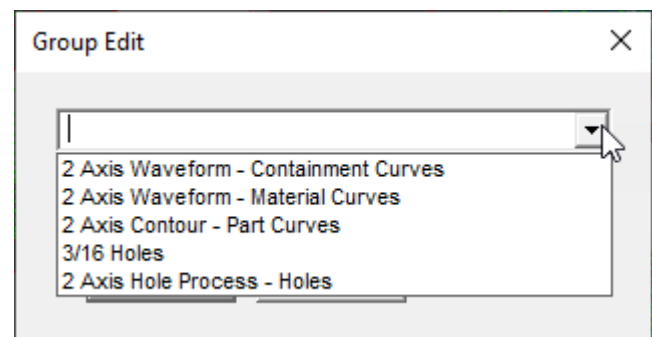 Group Edit
2 Axis Waveform - Containment Curves
2 Axis Waveform - Material Curves
2 Axis Contour - Part Curves
3/16 Holes
2 Axis Hole Process - Holes